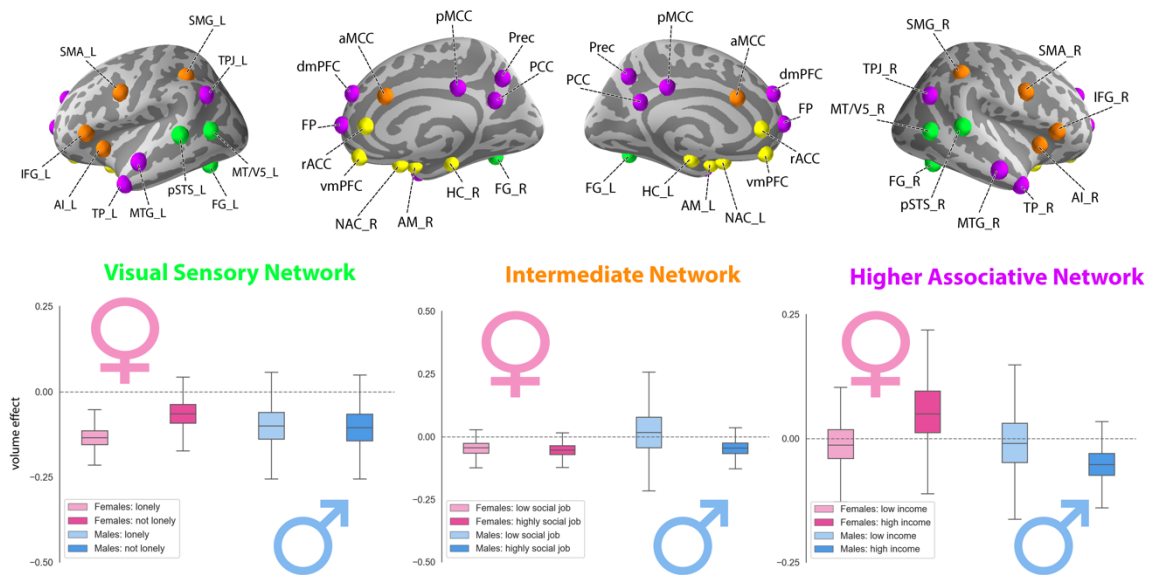 SMG_L
SMA_L
TPJ_L
IFG_L
AI_L
TP_L
MTG_L
pSTS_L
FG_L
MT/V5_L
pMCC
aMCC
Prec
dmPFC
PCC
FP
rACC
vmPFC
NAC_R
AM_R
HC_R
FG_R
pMCC
Prec
aMCC
PCC
dmPFC
FP
rACC
FG_L
HC_L
vmPFC
AM_L
NAC_L
SMG_R
SMA_R
TPJ_R
IFG_R
MT/V5_R
FG_R
pSTS_R
MTG_R
TP_R
AI_R
Visual Sensory Network
0.25
0.00
−0.25
−0.50
volume effect
Females: lonely
Females: not lonely
Males: lonely
Males: not lonely
Intermediate Network
0.50
0.25
0.00
−0.25
−0.50
Females: low social job
Females: highly social job
Males: low social job
Males: highly social job
Higher Associative Network
0.25
0.00
−0.25
Females: low income
Females: high income
Males: low income
Males: high income